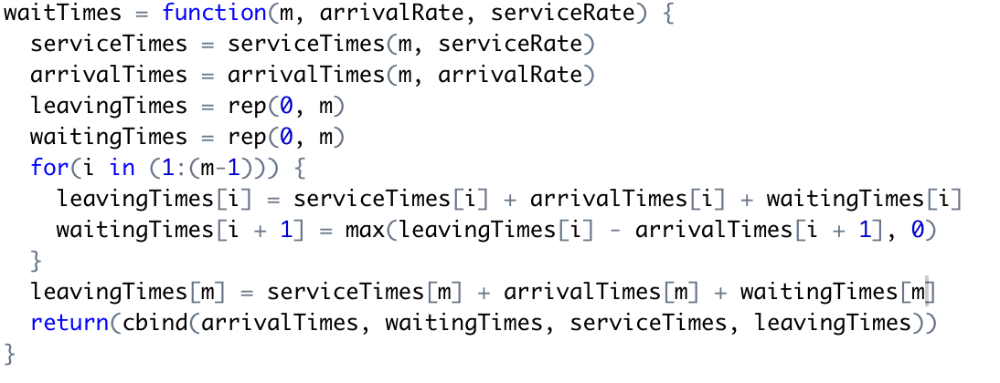 waitTimes = function(m, arrivalRate, serviceRate) {
  serviceTimes = serviceTimes(m, serviceRate)
  arrivalTimes = arrivalTimes(m, arrivalRate)
  leavingTimes = rep(0, m)
  waitingTimes = rep(0, m)
  for(i in (1:(m-1))) {
    leavingTimes[i] = serviceTimes[i] + arrivalTimes[i] + waitingTimes[i]
    waitingTimes[i + 1] = max(leavingTimes[i] - arrivalTimes[i + 1], 0)
  }
  leavingTimes[m] = serviceTimes[m] + arrivalTimes[m] + waitingTimes[m]
  return(cbind(arrivalTimes, waitingTimes, serviceTimes, leavingTimes))
}